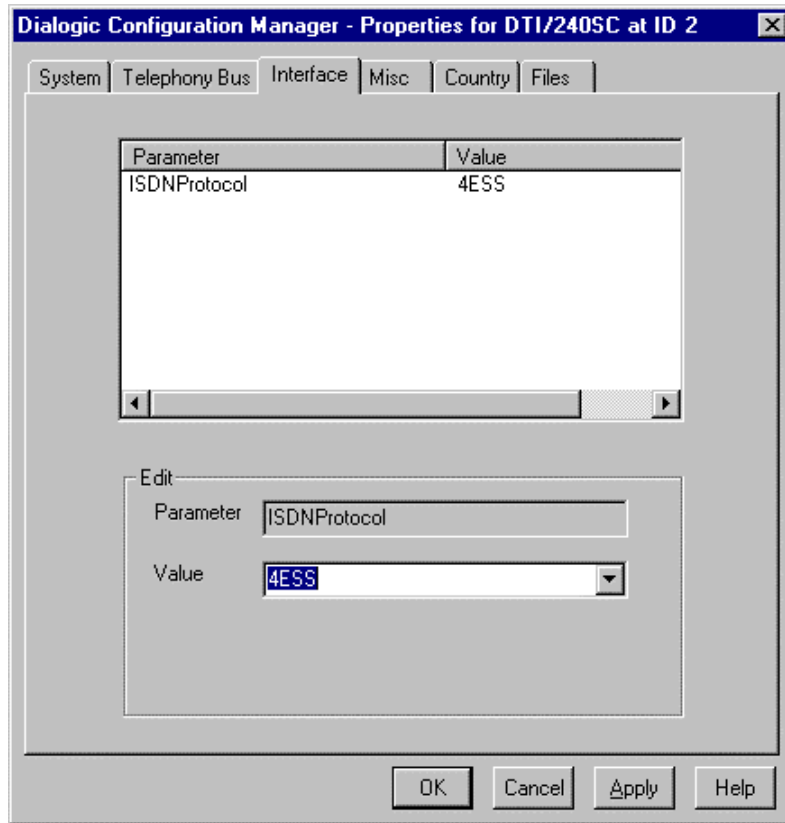 Dialogic Configuration Manager - Properties for DTI/240SC at ID 2
System Telephony Bus Interface Misc Country Files
Parameter Value
ISDNProtocol 4ESS
Edit
Parameter ISDNProtocol
Value 4ESS
OK Cancel Apply Help